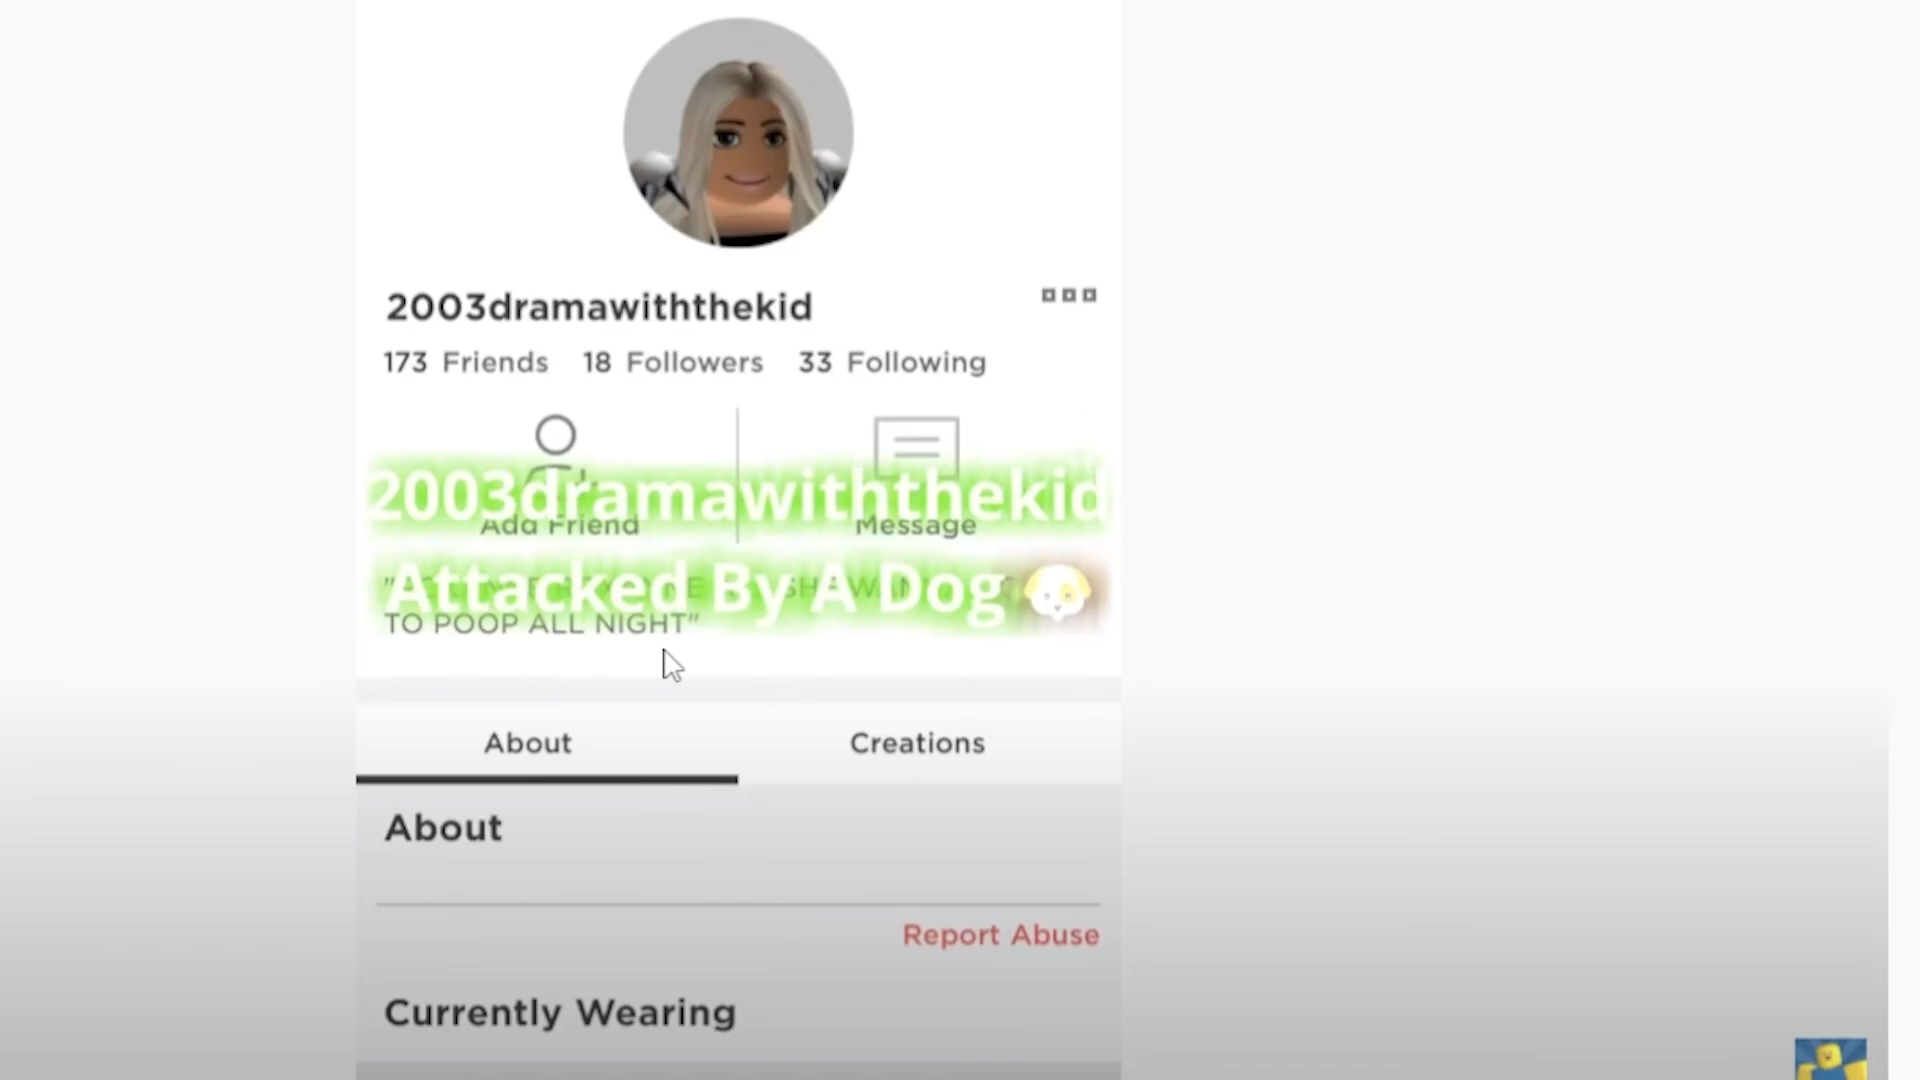 2003dramawiththekid
173 Friends 18 Followers 33 Following
2003dramawiththekid
Add Friend Message
Attacked By A Dog
TO POOP ALL NIGHT"
About Creations
About
Report Abuse
Currently Wearing